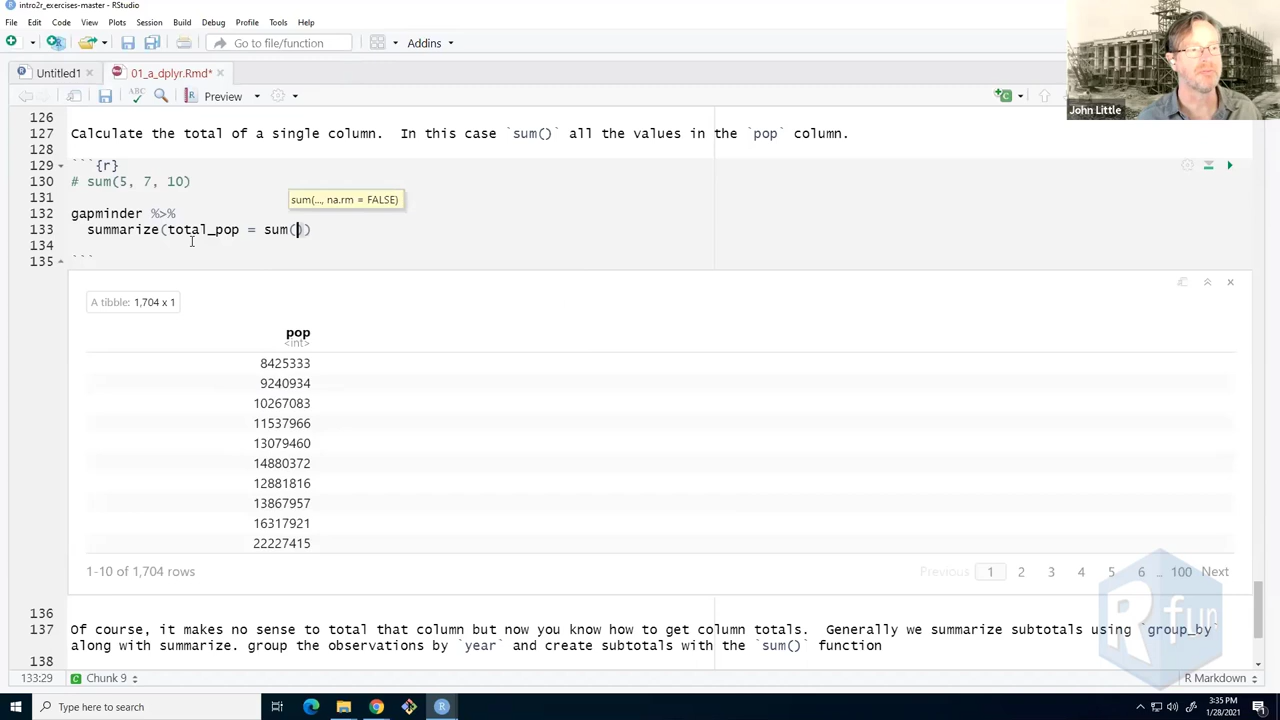 intro2r_exercises-master - RStudio
File Edit Code View Plots Session Build Debug Profile Tools Help
Go to file/function Addins
Untitled1 01_a_dplyr.Rmd*
ABC Preview
John Little
126
127 Calculate the total of a single column.  In this case `sum()` all the values in the `pop` column.
128
129 ```{r}
130 # sum(5, 7, 10)
131
sum(..., na.rm = FALSE)
132 gapminder %>%
133 summarize(total_pop = sum())
134
135 ```
A tibble: 1,704 x 1
pop
<int>
8425333
9240934
10267083
11537966
13079460
14880372
12881816
13867957
16317921
22227415
1-10 of 1,704 rows Previous 1 2 3 4 5 6 ... 100 Next
136
137 Of course, it makes no sense to total that column but now you know how to get column totals.  Generally we summarize subtotals using `group_by`
along with summarize. group the observations by `year` and create subtotals with the `sum()` function
138
R fun
133:29 Chunk 9 R Markdown
Type here to search
3:35 PM
1/28/2021